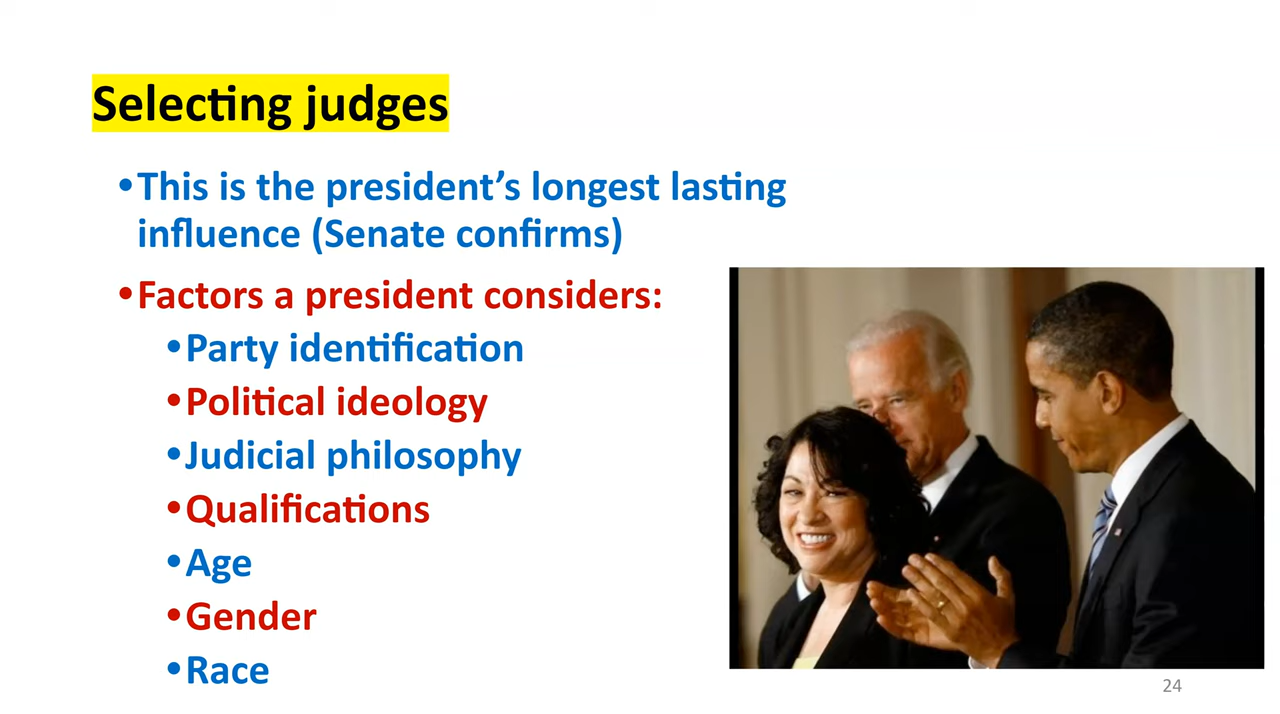 Selecting judges
•This is the president’s longest lasting
influence (Senate confirms)
•Factors a president considers:
•Party identification
•Political ideology
•Judicial philosophy
•Qualifications
•Age
•Gender
•Race
24